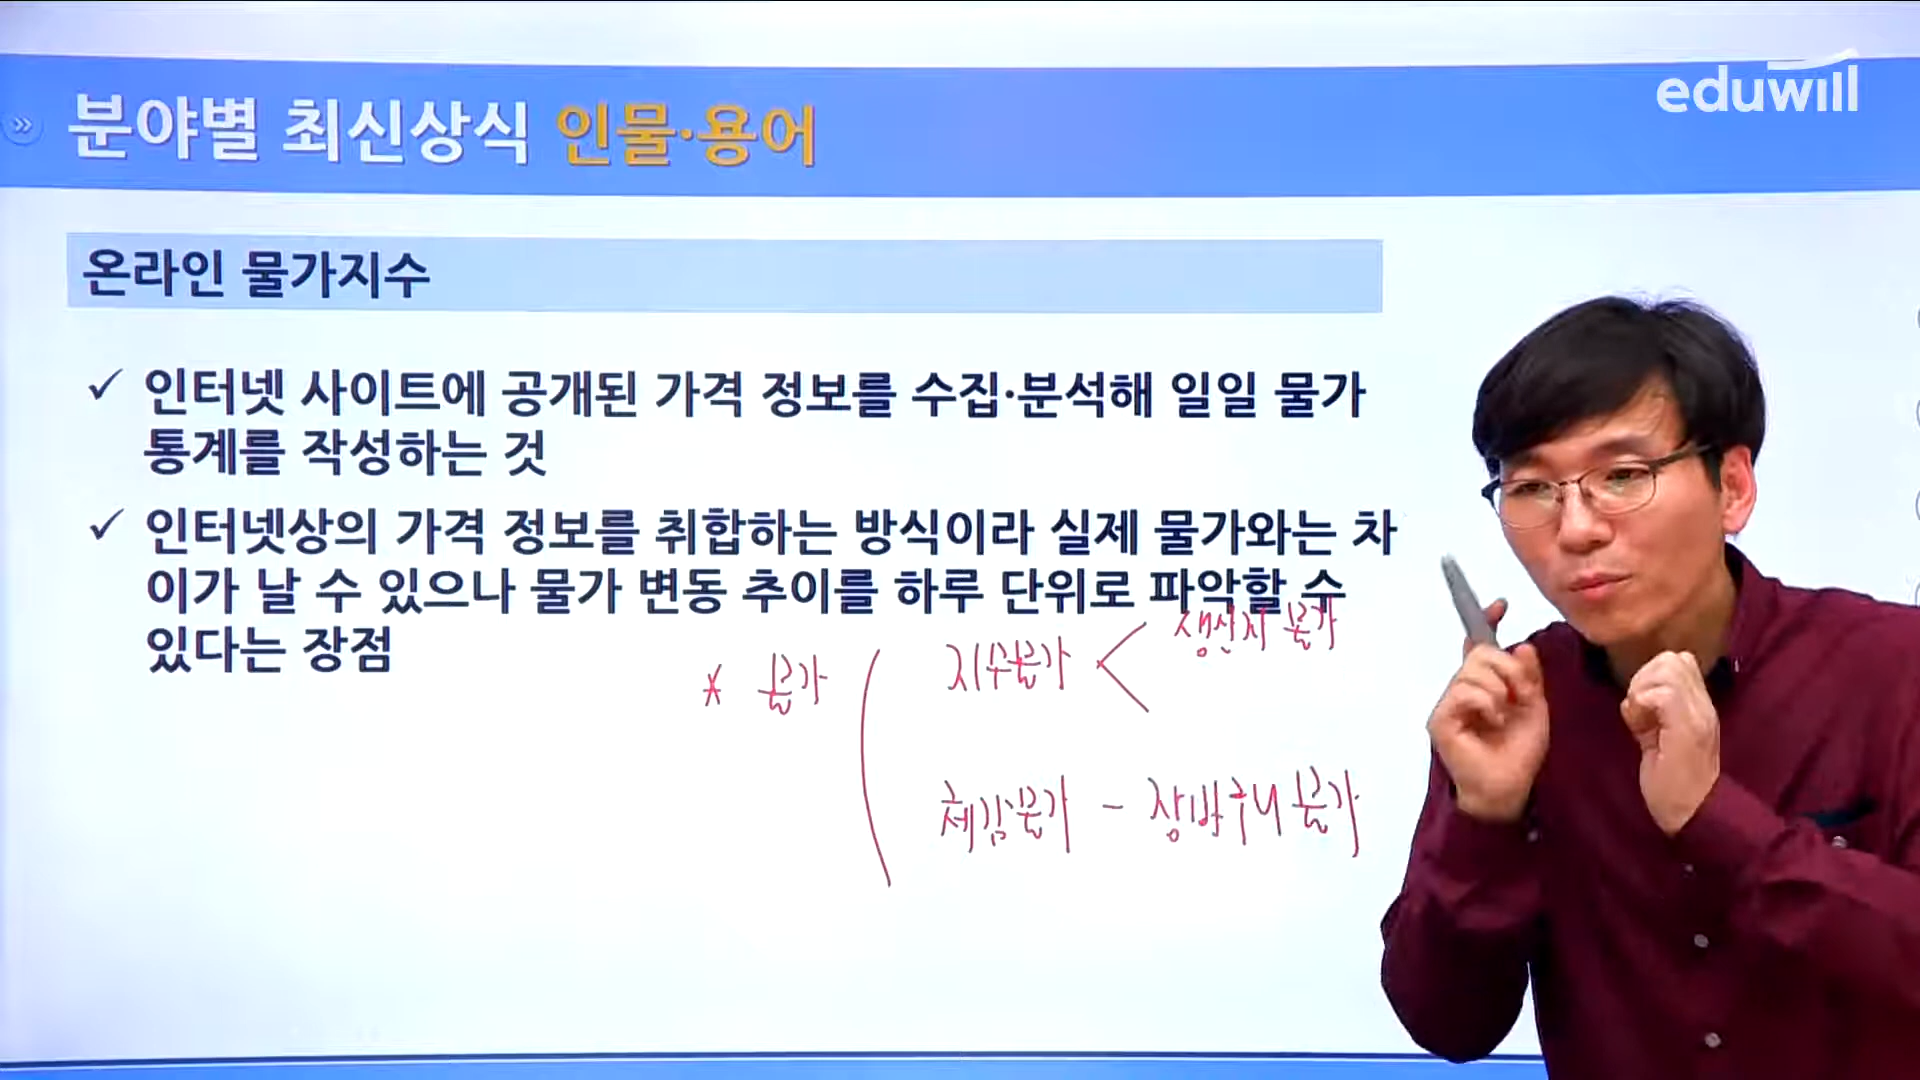 eduwill
분야별 최신상식 인물·용어
온라인 물가지수
✓ 인터넷 사이트에 공개된 가격 정보를 수집·분석해 일일 물가
통계를 작성하는 것
✓ 인터넷상의 가격 정보를 취합하는 방식이라 실제 물가와는 차
이가 날 수 있으나 물가 변동 추이를 하루 단위로 파악할 수
있다는 장점
* 물가
지수물가 < 생산자 물가
체감물가 - 장바구니 물가